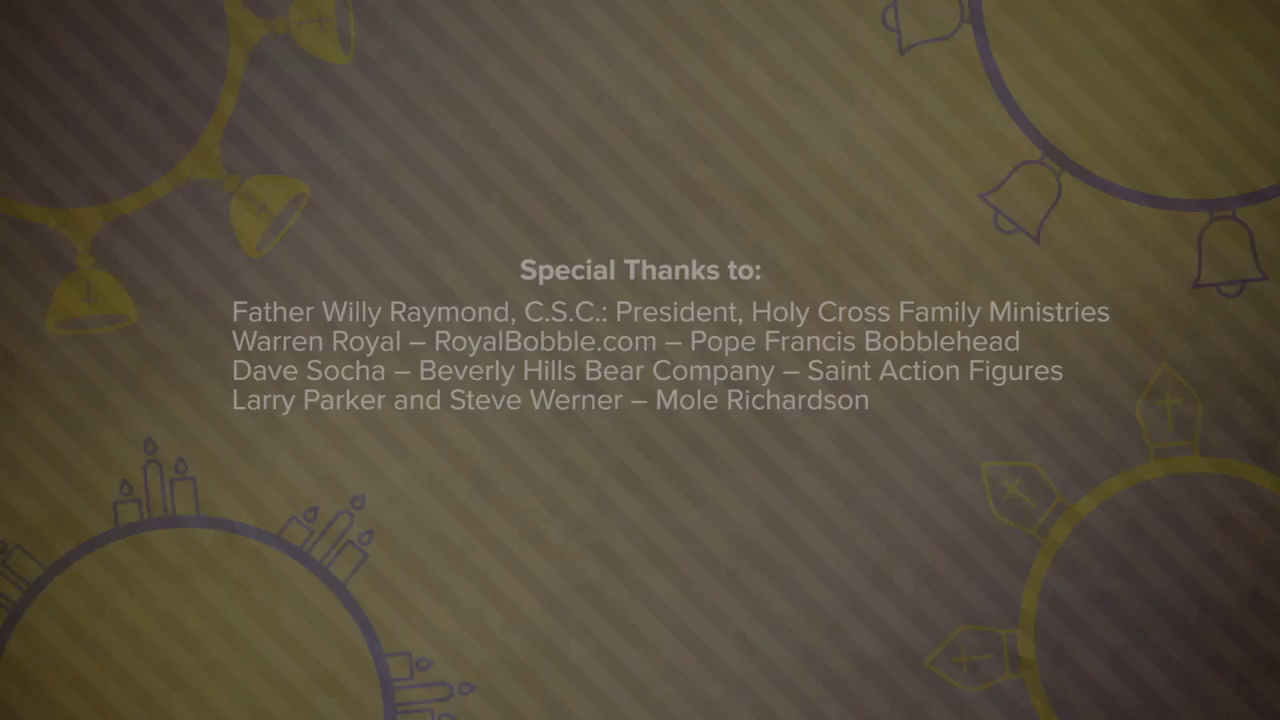 Special Thanks to:
Father Willy Raymond, C.S.C.: President, Holy Cross Family Ministries
Warren Royal – RoyalBobble.com – Pope Francis Bobblehead
Dave Socha – Beverly Hills Bear Company – Saint Action Figures
Larry Parker and Steve Werner – Mole Richardson